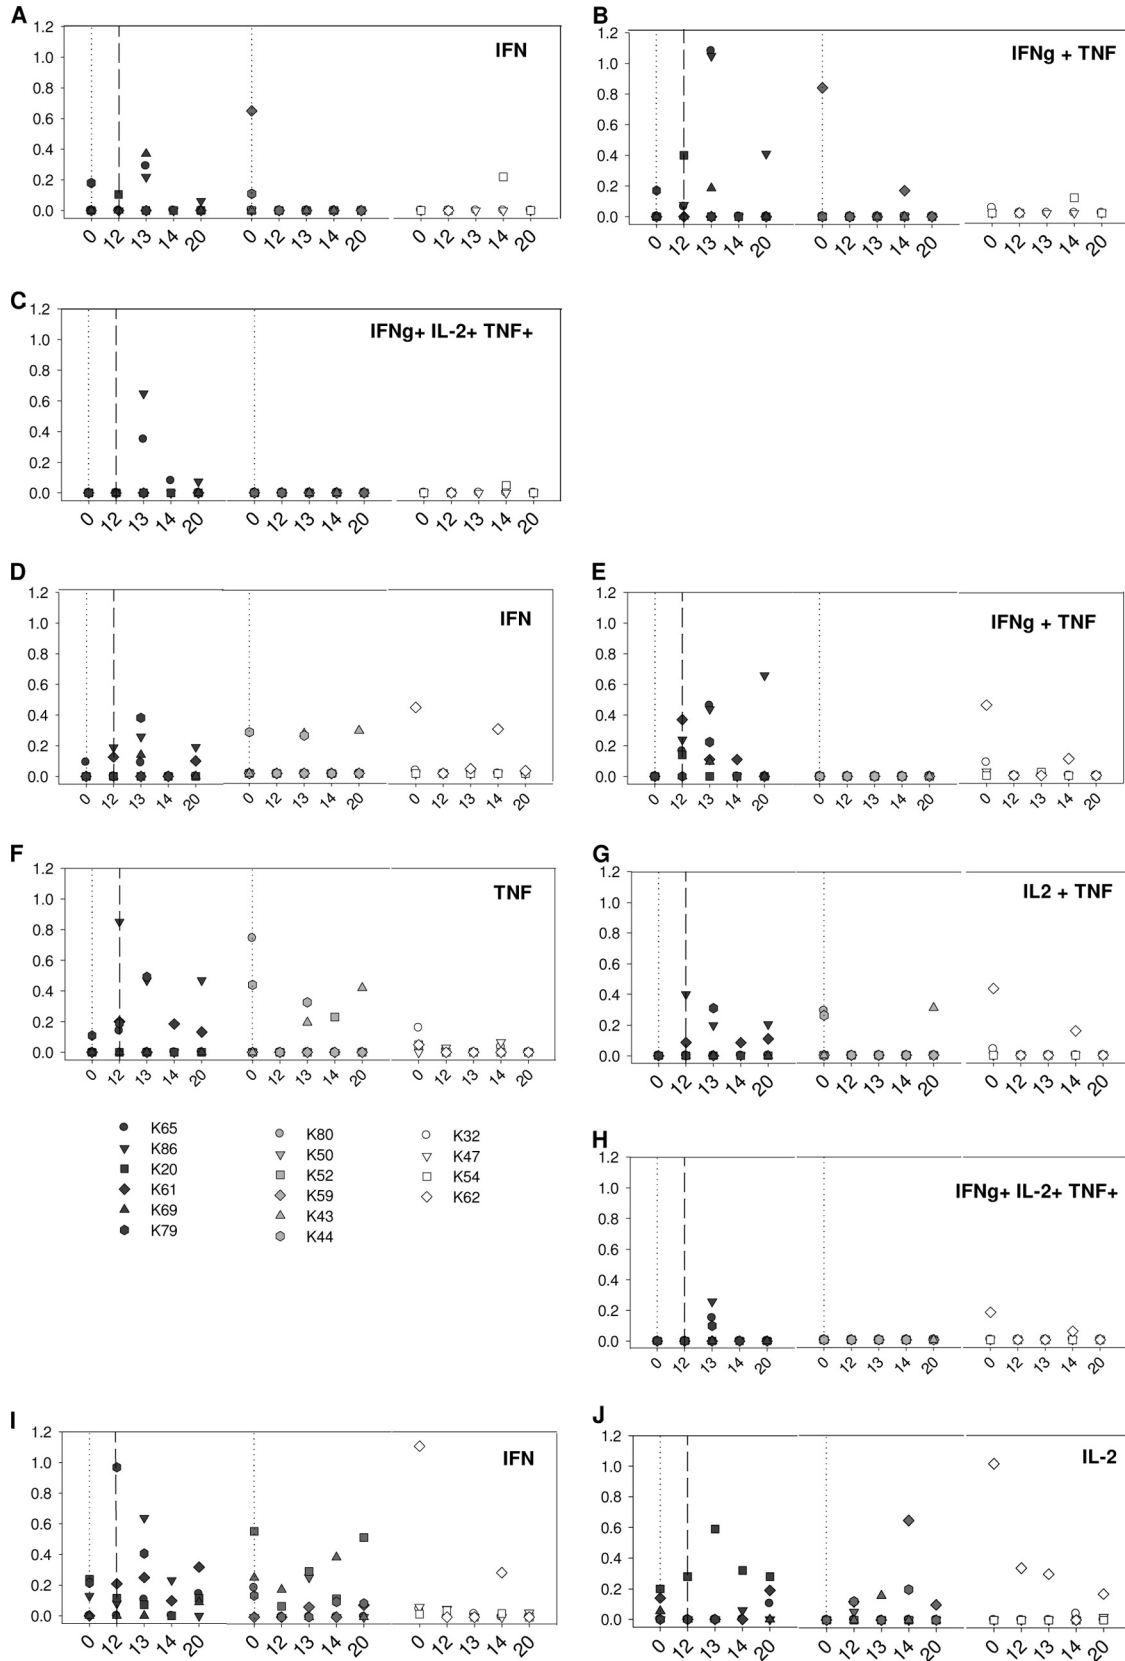 A
IFN
1.2
1.0
0.8
0.6
0.4
0.2
0.0
0 12 13 14 20 0 12 13 14 20 0 12 13 14 20
B
IFNg + TNF
1.2
1.0
0.8
0.6
0.4
0.2
0.0
0 12 13 14 20 0 12 13 14 20 0 12 13 14 20
C
IFNg+ IL-2+ TNF+
1.2
1.0
0.8
0.6
0.4
0.2
0.0
0 12 13 14 20 0 12 13 14 20 0 12 13 14 20
D
IFN
1.2
1.0
0.8
0.6
0.4
0.2
0.0
0 12 13 14 20 0 12 13 14 20 0 12 13 14 20
E
IFNg + TNF
1.2
1.0
0.8
0.6
0.4
0.2
0.0
0 12 13 14 20 0 12 13 14 20 0 12 13 14 20
F
TNF
1.2
1.0
0.8
0.6
0.4
0.2
0.0
0 12 13 14 20 0 12 13 14 20 0 12 13 14 20
G
IL2 + TNF
1.2
1.0
0.8
0.6
0.4
0.2
0.0
0 12 13 14 20 0 12 13 14 20 0 12 13 14 20
K65
K86
K20
K61
K69
K79
K80
K50
K52
K59
K43
K44
K32
K47
K54
K62
H
IFNg+ IL-2+ TNF+
1.2
1.0
0.8
0.6
0.4
0.2
0.0
0 12 13 14 20 0 12 13 14 20 0 12 13 14 20
I
IFN
1.2
1.0
0.8
0.6
0.4
0.2
0.0
0 12 13 14 20 0 12 13 14 20 0 12 13 14 20
J
IL-2
1.2
1.0
0.8
0.6
0.4
0.2
0.0
0 12 13 14 20 0 12 13 14 20 0 12 13 14 20